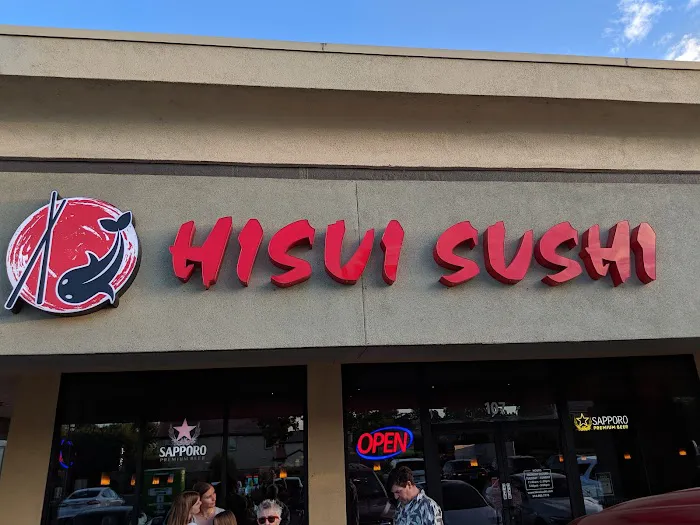 HISUI SUSHI
SAPPORO
PREMIUM BEER
OPEN
107
SAPPORO
PREMIUM BEER